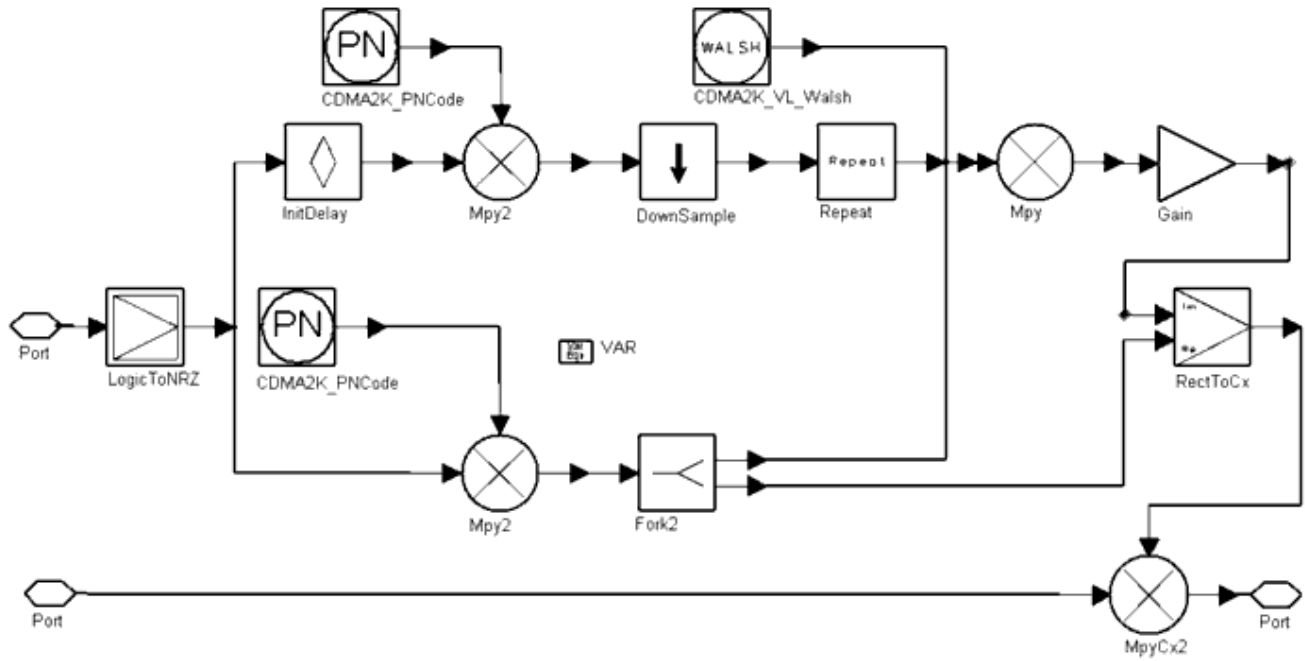 PN
CDMA2K_PNCode
WALSH
CDMA2K_VL_Walsh
InitDelay
Mpy2
DownSample
Repeat
Repeat
Mpy
Gain
Port
LogicToNRZ
PN
CDMA2K_PNCode
VAR
RectToCx
Mpy2
Fork2
Port
MpyCx2
Port